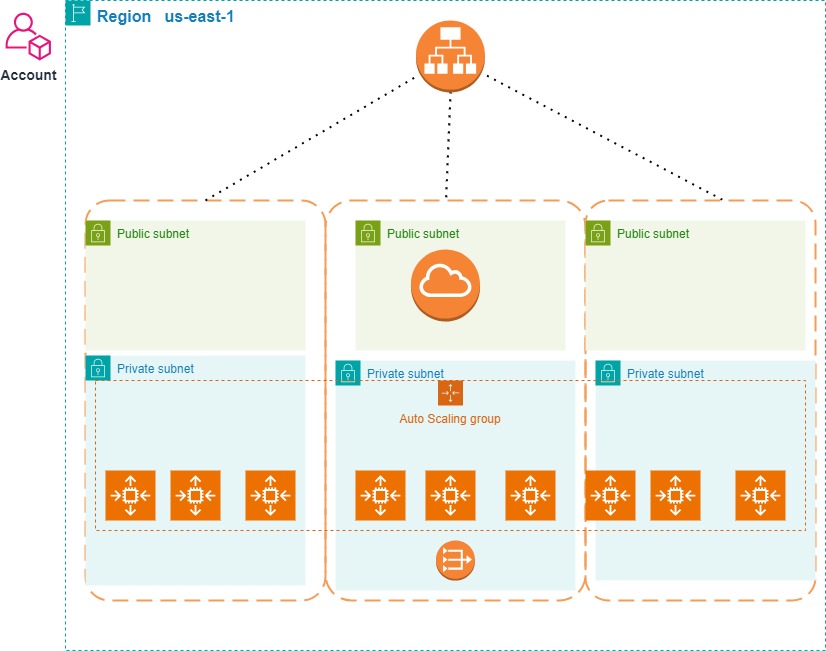 Region us-east-1
Account
Public subnet
Public subnet
Public subnet
Private subnet
Private subnet
Private subnet
Auto Scaling group